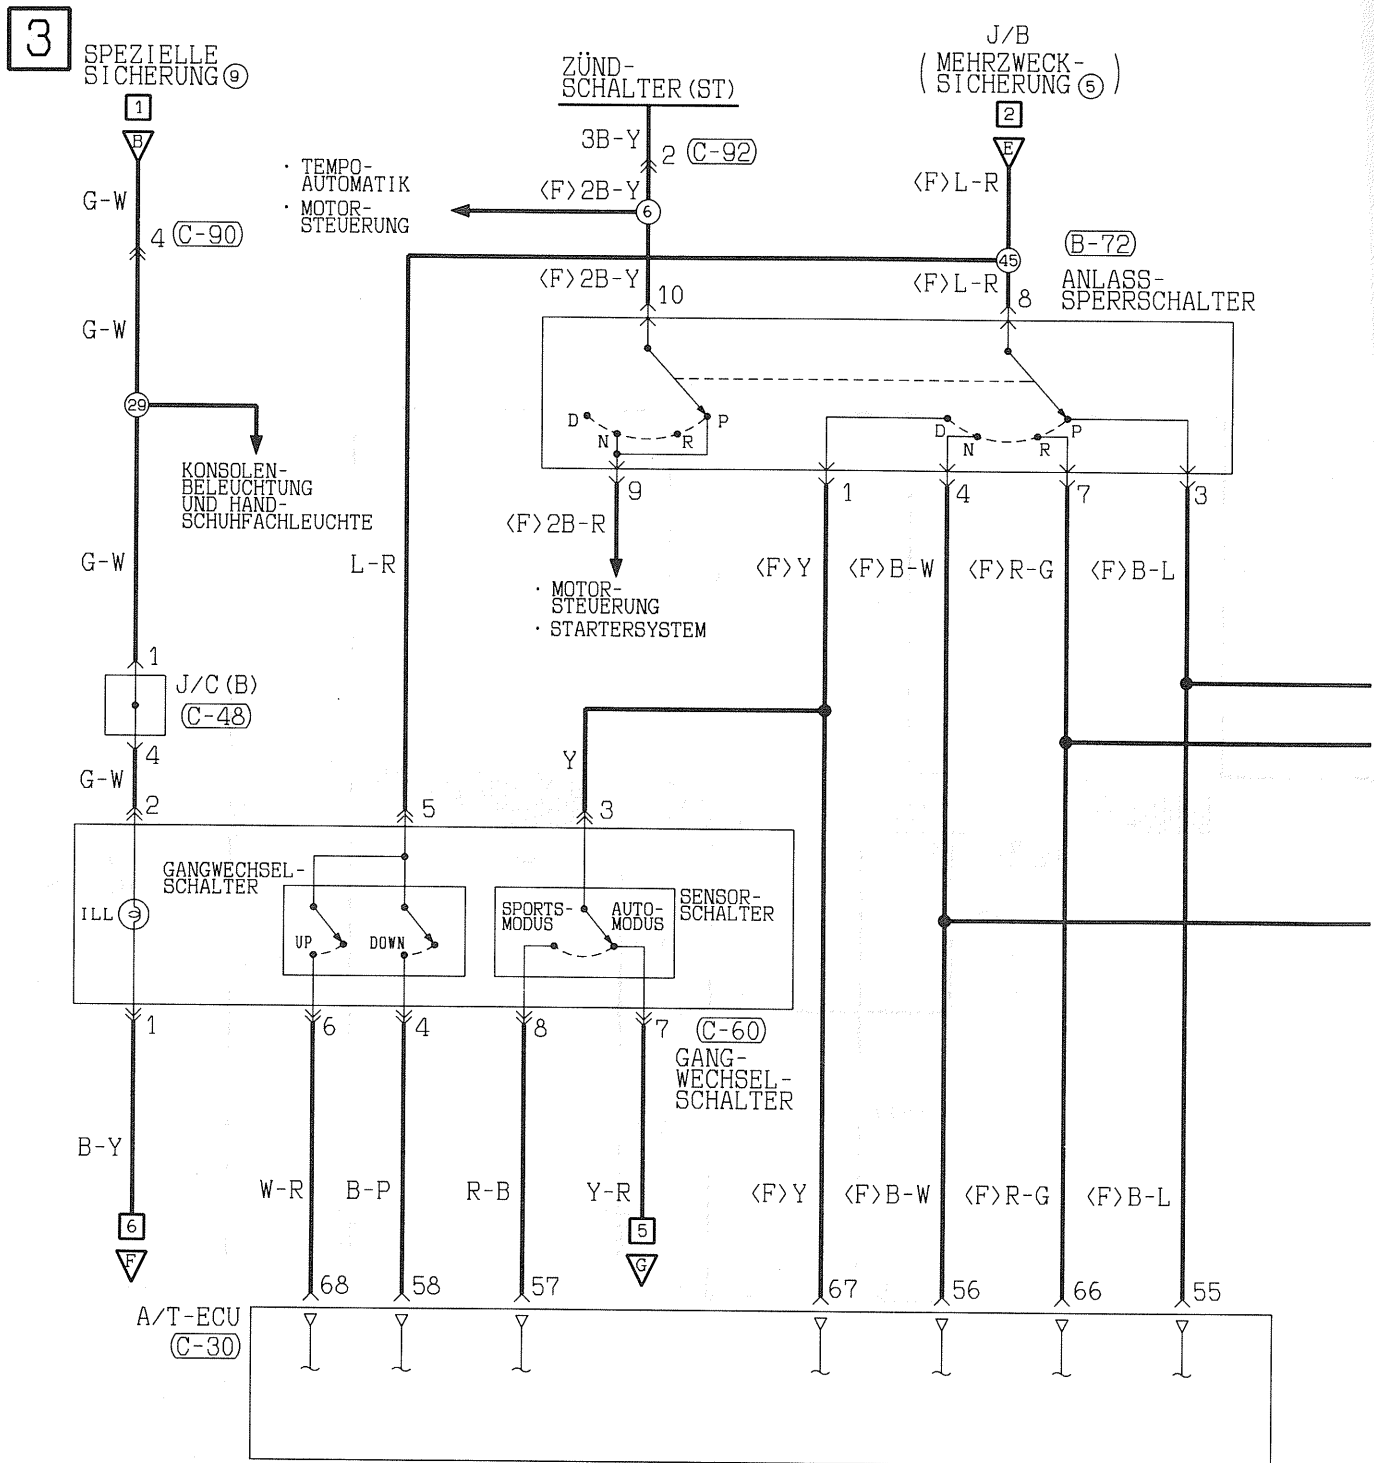 3
SPEZIELLE
SICHERUNG 9
1
B
G-W
4 (C-90)
G-W
29
KONSOLEN-
BELEUCHTUNG
UND HAND-
SCHUHFACHLEUCHTE
G-W
1
J/C (B)
(C-48)
4
G-W
2
ZÜND-
SCHALTER (ST)
3B-Y
2 (C-92)
<F>2B-Y
6
· TEMPO-
AUTOMATIK
· MOTOR-
STEUERUNG
<F>2B-Y
10
J/B
( MEHRZWECK-
SICHERUNG 5 )
2
E
<F>L-R
45
<F>L-R
8
(B-72)
ANLASS-
SPERRSCHALTER
D
N
R
P
D
N
R
P
9
1
4
7
3
<F>2B-R
· MOTOR-
STEUERUNG
· STARTERSYSTEM
L-R
<F>Y
<F>B-W
<F>R-G
<F>B-L
Y
5
3
GANGWECHSEL-
SCHALTER
ILL
UP
DOWN
SPORTS-
MODUS
AUTO-
MODUS
SENSOR-
SCHALTER
1
6
4
8
7
(C-60)
GANG-
WECHSEL-
SCHALTER
B-Y
W-R
B-P
R-B
Y-R
<F>Y
<F>B-W
<F>R-G
<F>B-L
6
F
5
G
68
58
57
67
56
66
55
A/T-ECU
(C-30)